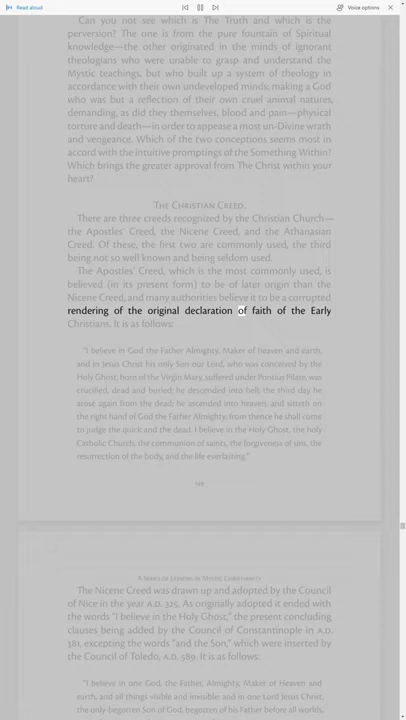 Read aloud
Voice options
Can you not see which is The Truth and which is the
perversion? The one is from the pure fountain of Spiritual
knowledge—the other originated in the minds of ignorant
theologians who were unable to grasp and understand the
Mystic teachings, but who built up a system of theology in
accordance with their own undeveloped minds; making a God
who was but a reflection of their own cruel animal natures,
demanding, as did they themselves, blood and pain—physical
torture and death—in order to appease a most un-Divine wrath
and vengeance. Which of the two conceptions seems most in
accord with the intuitive promptings of the Something Within?
Which brings the greater approval from The Christ within your
heart?
The Christian Creed.
There are three creeds recognized by the Christian Church—
the Apostles' Creed, the Nicene Creed, and the Athanasian
Creed. Of these, the first two are commonly used, the third
being not so well known and being seldom used.
The Apostles' Creed, which is the most commonly used, is
believed (in its present form) to be of later origin than the
Nicene Creed, and many authorities believe it to be a corrupted
rendering of the original declaration of faith of the Early
Christians. It is as follows:
"I believe in God the Father Almighty, Maker of heaven and earth,
and in Jesus Christ his only Son our Lord, who was conceived by the
Holy Ghost; born of the Virgin Mary, suffered under Pontius Pilate, was
crucified, dead and buried; he descended into hell; the third day he
arose again from the dead; he ascended into heaven, and sitteth on
the right hand of God the Father Almighty; from thence he shall come
to judge the quick and the dead. I believe in the Holy Ghost, the holy
Catholic Church, the communion of saints, the forgiveness of sins, the
resurrection of the body, and the life everlasting."
A Series of Lessons in Mystic Christianity
The Nicene Creed was drawn up and adopted by the Council
of Nice in the year A.D. 325. As originally adopted it ended with
the words "I believe in the Holy Ghost," the present concluding
clauses being added by the Council of Constantinople in A.D.
381, excepting the words "and the Son," which were inserted by
the Council of Toledo, A.D. 589. It is as follows:
"I believe in one God, the Father, Almighty, Maker of Heaven and
earth, and all things visible and invisible and in one Lord Jesus Christ,
the only-begotten Son of God, begotten of his Father before all worlds,